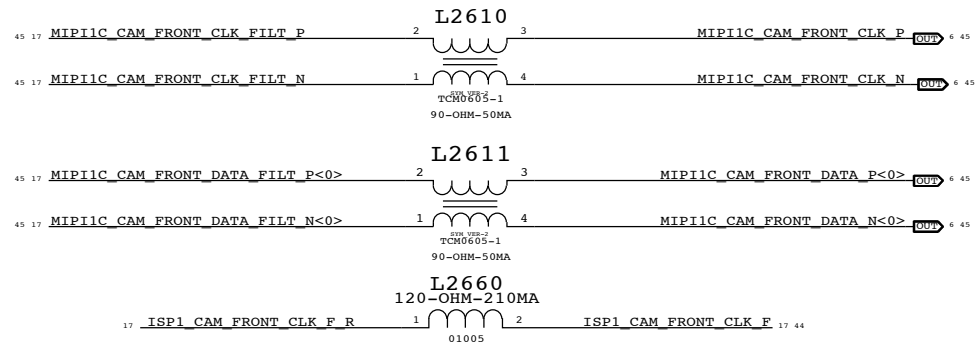 L2610
45 17 MIPI1C_CAM_FRONT_CLK_FILT_P 2 3 MIPI1C_CAM_FRONT_CLK_P OUT 6 45
45 17 MIPI1C_CAM_FRONT_CLK_FILT_N 1 4 MIPI1C_CAM_FRONT_CLK_N OUT 6 45
SYM_VER-2
TCM0605-1
90-OHM-50MA
L2611
45 17 MIPI1C_CAM_FRONT_DATA_FILT_P<0> 2 3 MIPI1C_CAM_FRONT_DATA_P<0> OUT 6 45
45 17 MIPI1C_CAM_FRONT_DATA_FILT_N<0> 1 4 MIPI1C_CAM_FRONT_DATA_N<0> OUT 6 45
SYM_VER-2
TCM0605-1
90-OHM-50MA
L2660
120-OHM-210MA
17 ISP1_CAM_FRONT_CLK_F_R 1 2 ISP1_CAM_FRONT_CLK_F 17 44
01005